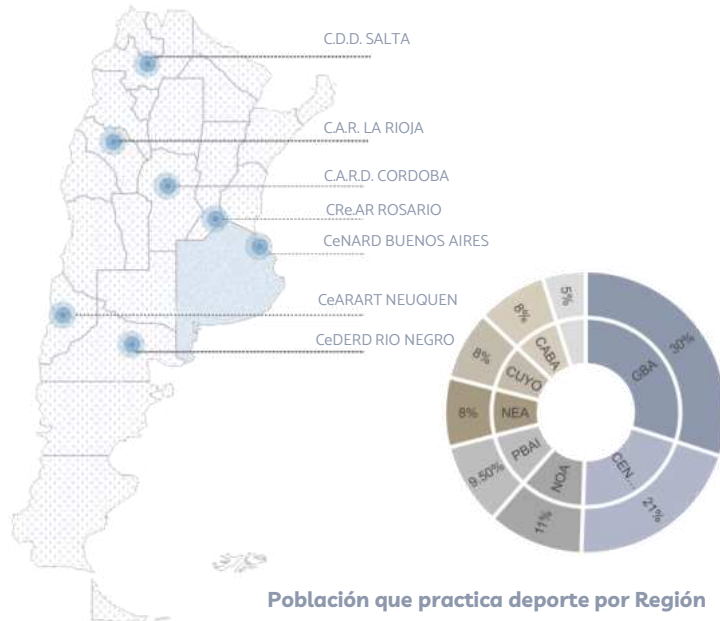 C.D.D. SALTA
C.A.R. LA RIOJA
C.A.R.D. CORDOBA
CRe.AR ROSARIO
CeNARD BUENOS AIRES
CeARART NEUQUEN
CeDERD RIO NEGRO
5%
8%
CABA
8%
CUYO
8%
NEA
9.50%
PBAI
11%
NOA
30%
GBA
21%
CEN...
Población que practica deporte por Región